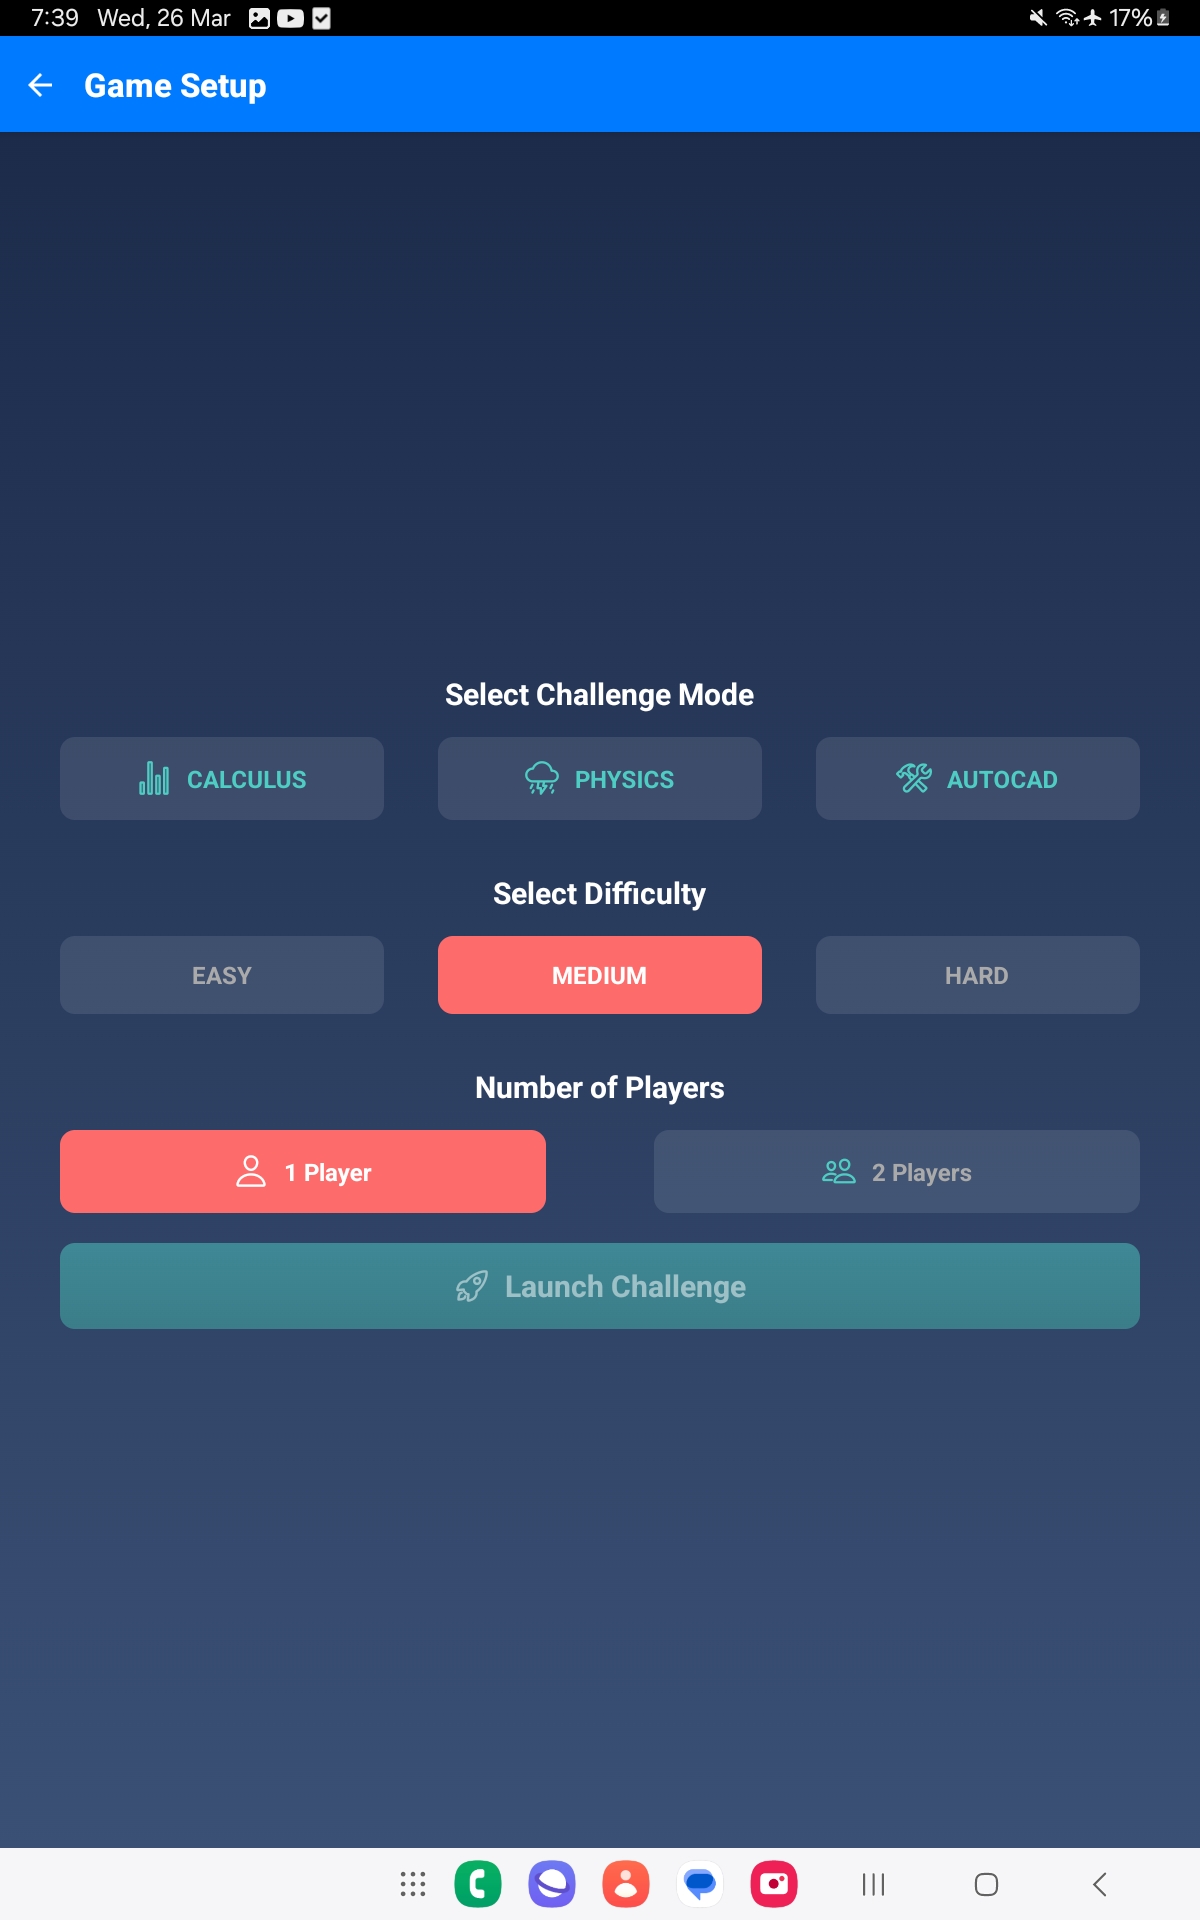 7:39 Wed, 26 Mar 17%
Game Setup
Select Challenge Mode
CALCULUS PHYSICS AUTOCAD
Select Difficulty
EASY MEDIUM HARD
Number of Players
1 Player 2 Players
Launch Challenge